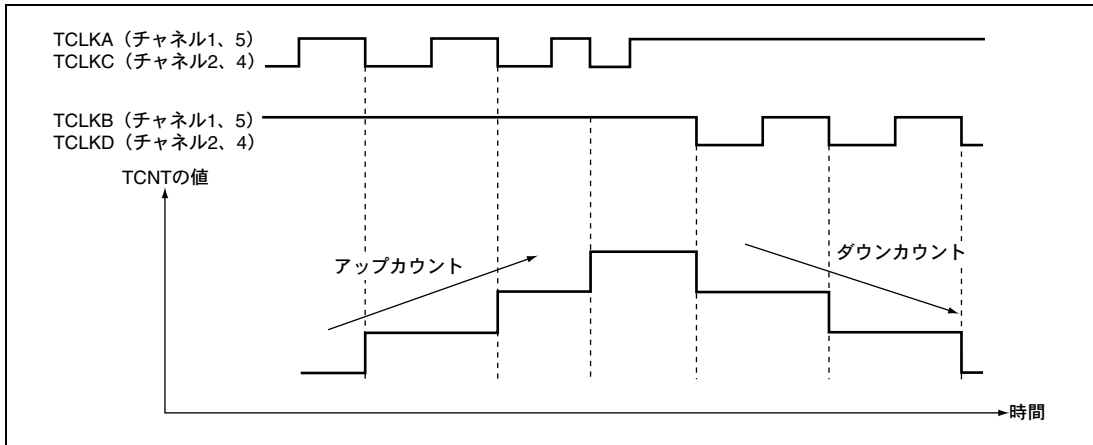 TCLKA（チャネル1、5）
TCLKC（チャネル2、4）
TCLKB（チャネル1、5）
TCLKD（チャネル2、4）
TCNTの値
アップカウント
ダウンカウント
時間